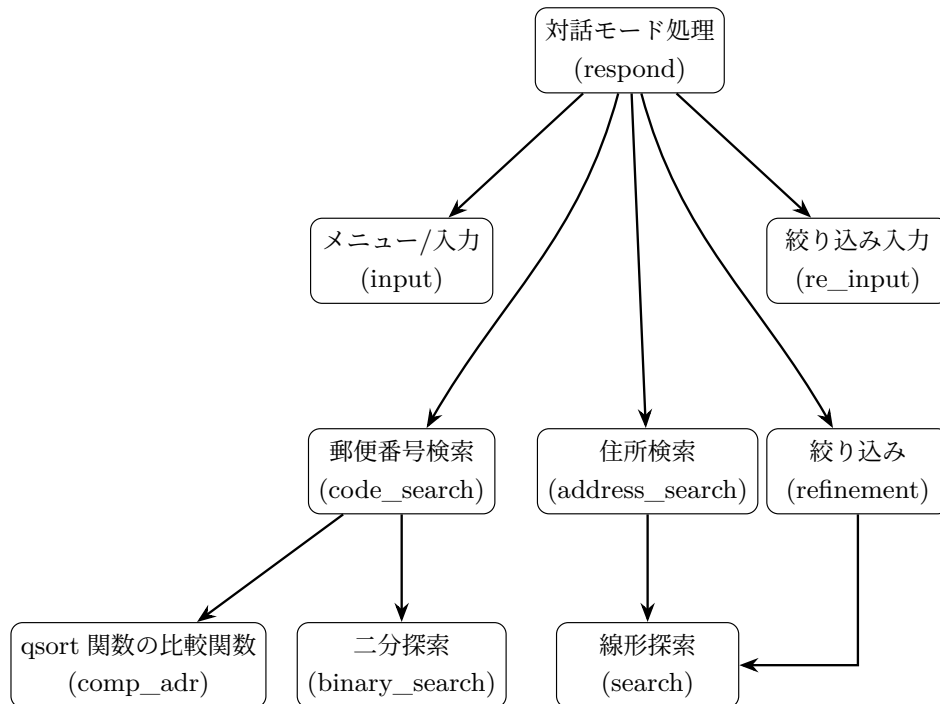 対話モード処理
(respond)
メニュー/入力
(input)
絞り込み入力
(re_input)
郵便番号検索
(code_search)
住所検索
(address_search)
絞り込み
(refinement)
qsort 関数の比較関数
(comp_adr)
二分探索
(binary_search)
線形探索
(search)